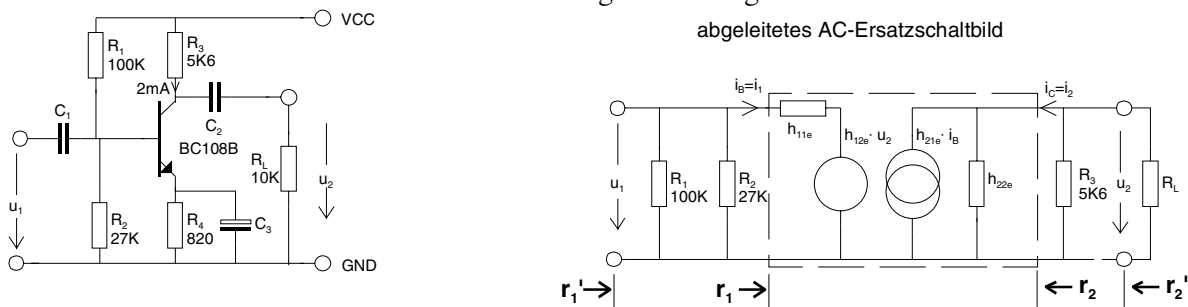 abgeleitetes AC-Ersatzschaltbild
VCC
R1
100K
R3
5K6
2mA
C1
C2
BC108B
RL
10K
u1
u2
R2
27K
R4
820
C3
GND
iB=i1
iC=i2
h11e
h12e· u2
h21e· iB
u1
R1
100K
R2
27K
h22e
R3
5K6
u2
RL
r1'
r1
r2
r2'